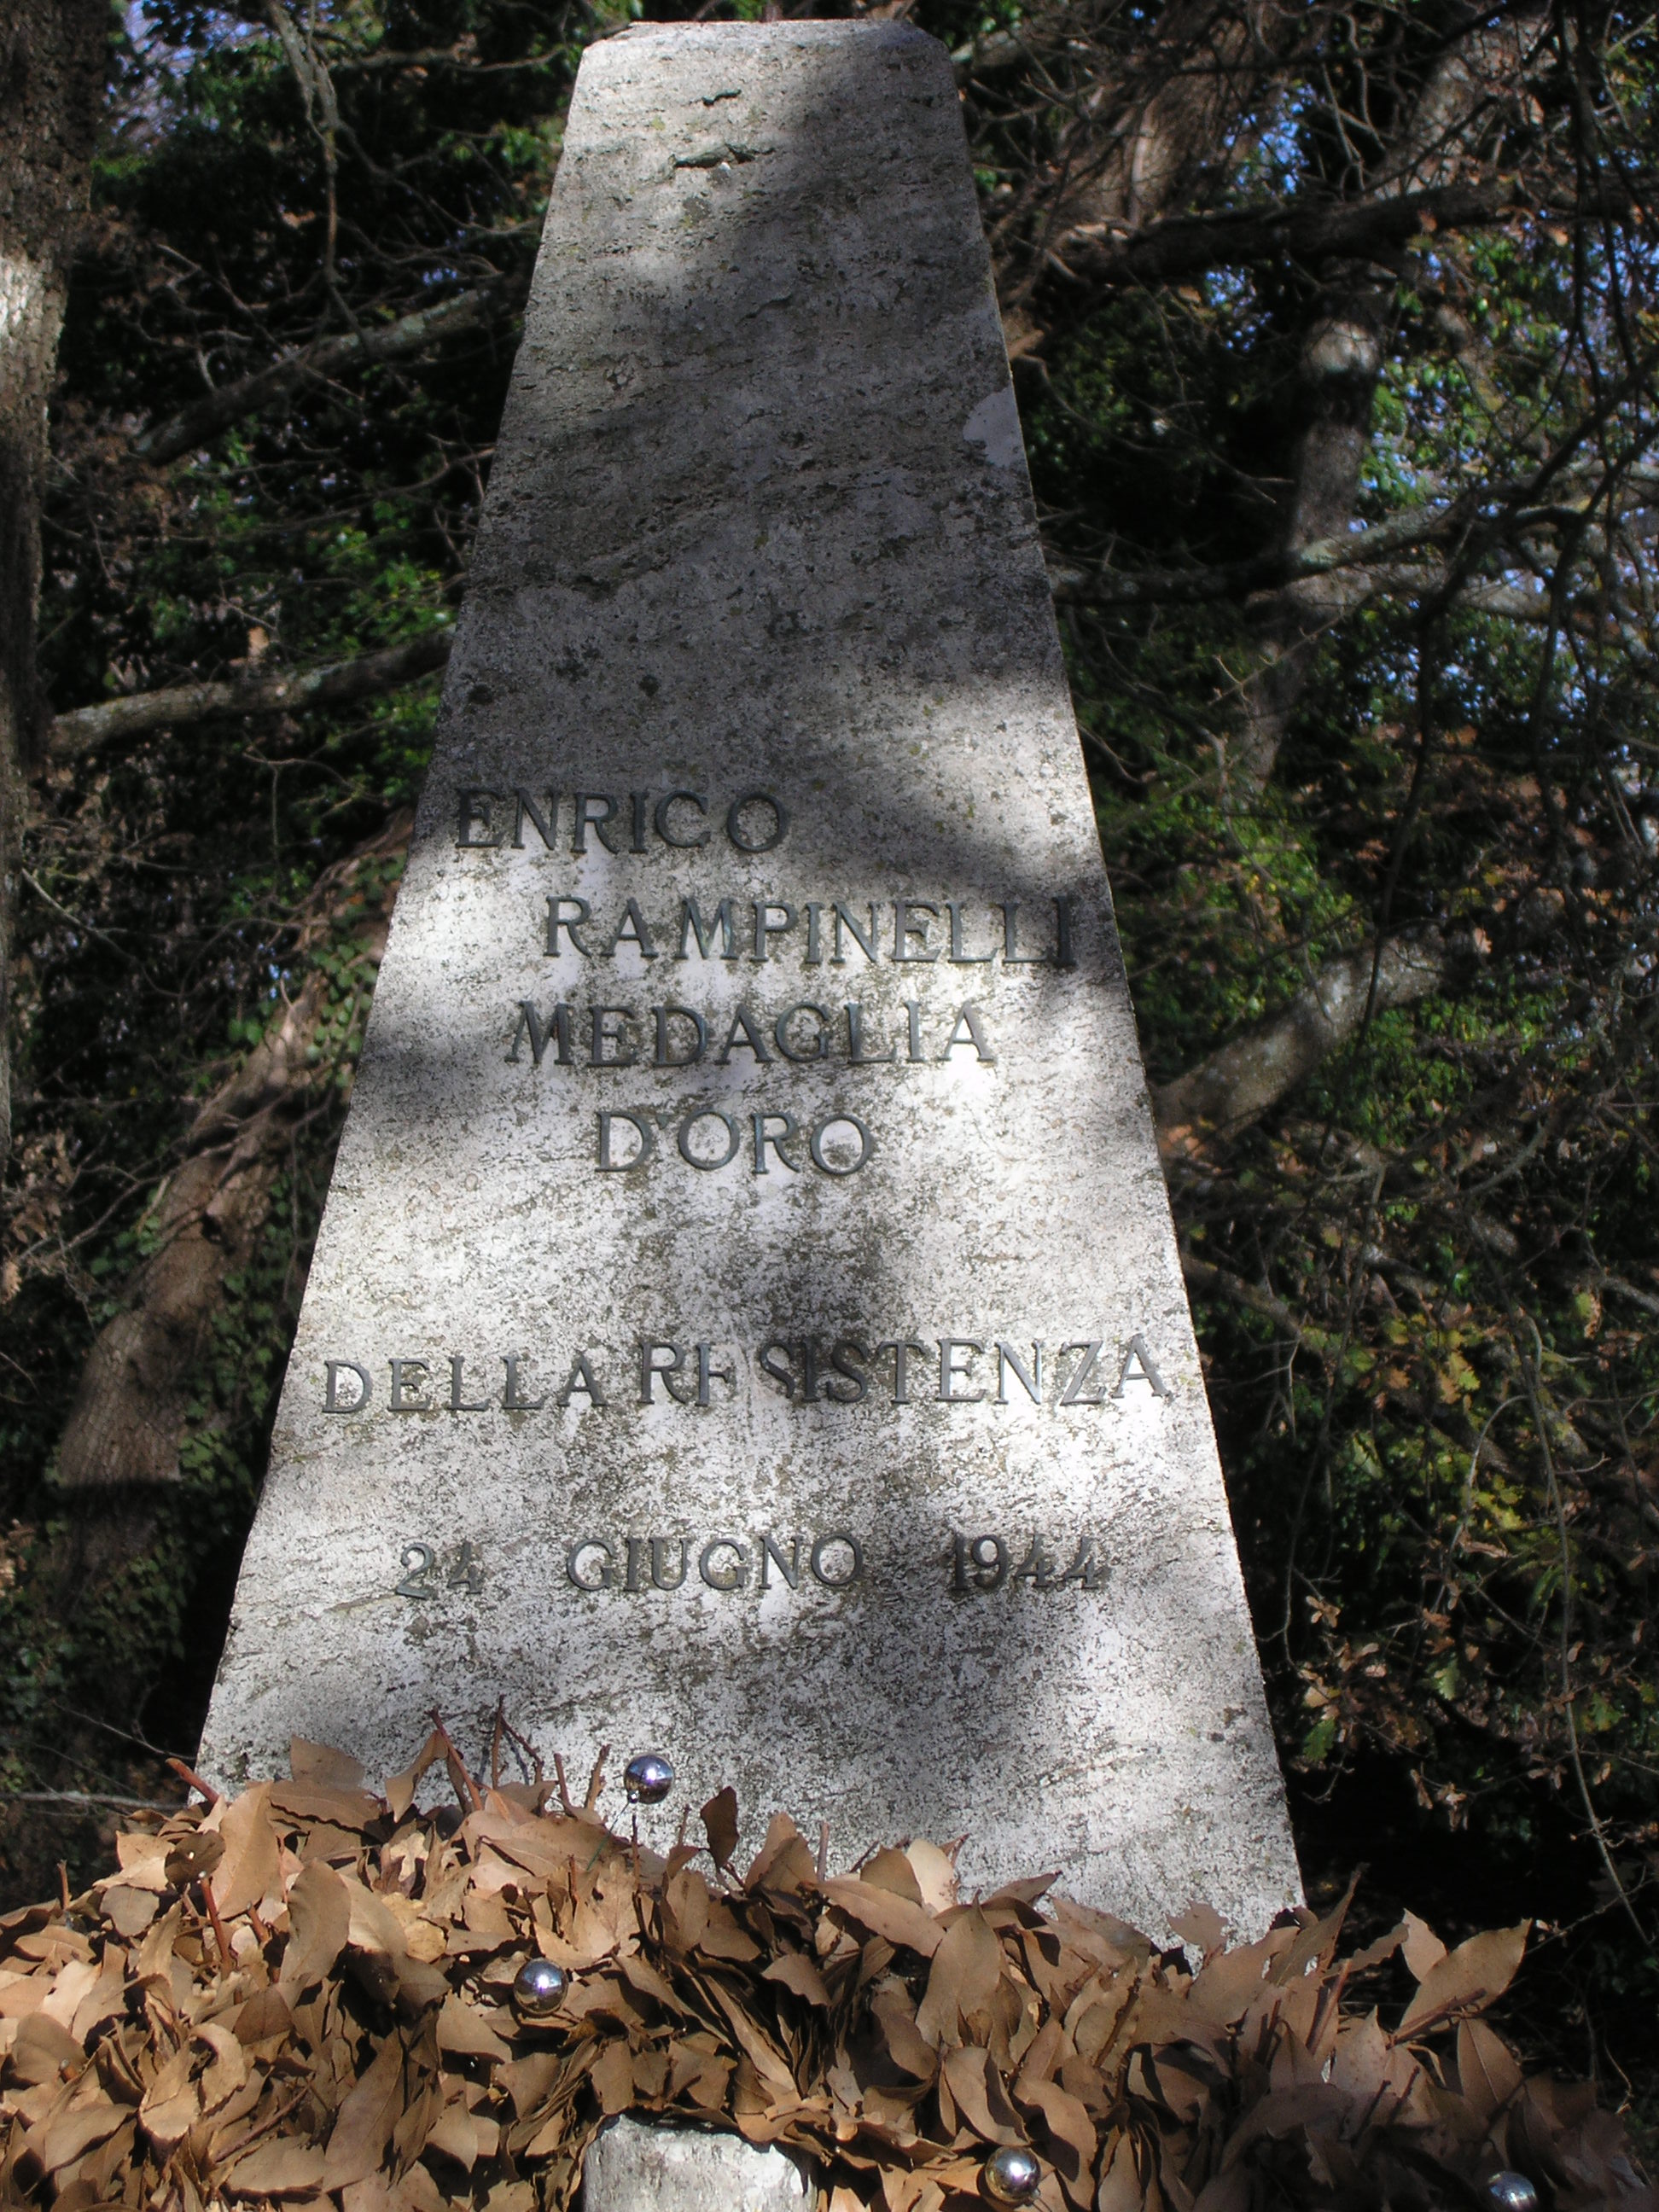 ENRICO
RAMPINELLI
MEDAGLIA
D'ORO
DELLA RESISTENZA
24 GIUGNO 1944